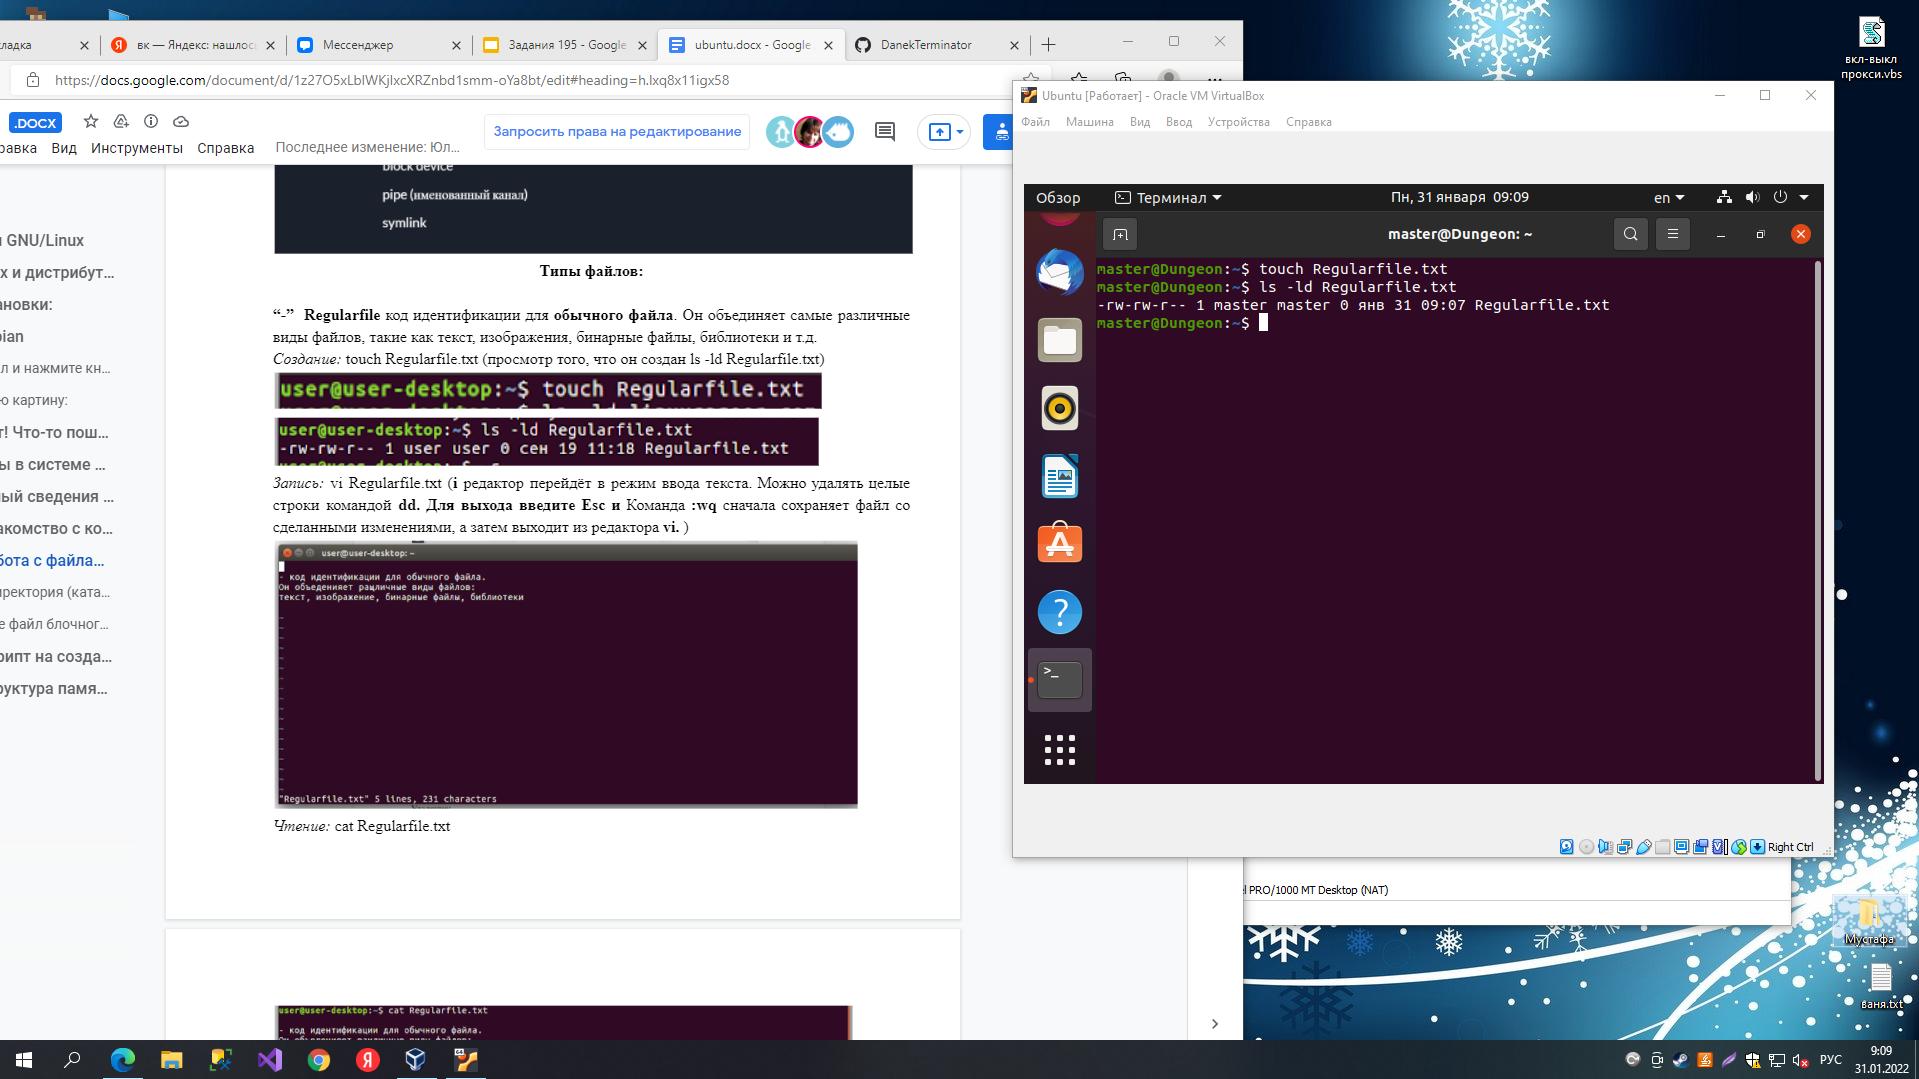 ладка
вк — Яндекс: нашлось
Мессенджер
Задания 195 - Google
ubuntu.docx - Google
DanekTerminator
https://docs.google.com/document/d/1z27O5xLblWKjlxcXRZnbd1smm-oYa8bt/edit#heading=h.lxq8x11igx58
.DOCX
равка Вид Инструменты Справка Последнее изменение: Юл...
Запросить права на редактирование
GNU/Linux
х и дистрибут...
ановки:
bian
л и нажмите кн...
ю картину:
т! Что-то пош...
ы в системе ...
ный сведения ...
акомство с ко...
бота с файла...
иректория (ката...
е файл блочног...
рипт на созда...
руктура памя...
block device
pipe (именованный канал)
symlink
Типы файлов:
“-” Regularfile код идентификации для обычного файла. Он объединяет самые различные
виды файлов, такие как текст, изображения, бинарные файлы, библиотеки и т.д.
Создание: touch Regularfile.txt (просмотр того, что он создан ls -ld Regularfile.txt)
user@user-desktop:~$ touch Regularfile.txt
user@user-desktop:~$ ls -ld Regularfile.txt
-rw-rw-r-- 1 user user 0 сен 19 11:18 Regularfile.txt
Запись: vi Regularfile.txt (i редактор перейдёт в режим ввода текста. Можно удалять целые
строки командой dd. Для выхода введите Esc и Команда :wq сначала сохраняет файл со
сделанными изменениями, а затем выходит из редактора vi. )
user@user-desktop: ~
- код идентификации для обычного файла.
Он объеденияет рацличные виды файлов:
текст, изображение, бинарные файлы, библиотеки
"Regularfile.txt" 5 lines, 231 characters
Чтение: cat Regularfile.txt
user@user-desktop:~$ cat Regularfile.txt
- код идентификации для обычного файла.
Ubuntu [Работает] - Oracle VM VirtualBox
Файл Машина Вид Ввод Устройства Справка
Обзор Терминал Пн, 31 января 09:09 en
master@Dungeon: ~
master@Dungeon:~$ touch Regularfile.txt
master@Dungeon:~$ ls -ld Regularfile.txt
-rw-rw-r-- 1 master master 0 янв 31 09:07 Regularfile.txt
master@Dungeon:~$
Right Ctrl
el PRO/1000 MT Desktop (NAT)
вкл-выкл
прокси.vbs
Мустафа
ваня.txt
РУС
9:09
31.01.2022